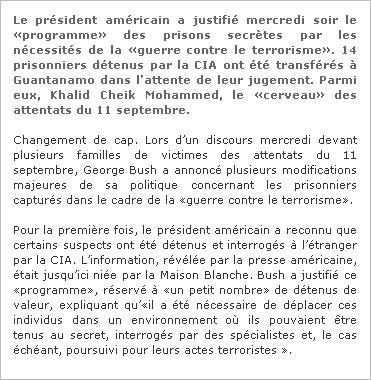 Le président américain a justifié mercredi soir le
«programme» des prisons secrètes par les
nécessités de la «guerre contre le terrorisme». 14
prisonniers détenus par la CIA ont été transférés à
Guantanamo dans l'attente de leur jugement. Parmi
eux, Khalid Cheik Mohammed, le «cerveau» des
attentats du 11 septembre.
Changement de cap. Lors d'un discours mercredi devant
plusieurs familles de victimes des attentats du 11
septembre, George Bush a annoncé plusieurs modifications
majeures de sa politique concernant les prisonniers
capturés dans le cadre de la «guerre contre le terrorisme».
Pour la première fois, le président américain a reconnu que
certains suspects ont été détenus et interrogés à l'étranger
par la CIA. L'information, révélée par la presse américaine,
était jusqu'ici niée par la Maison Blanche. Bush a justifié ce
«programme», réservé à «un petit nombre» de détenus de
valeur, expliquant qu'«il a été nécessaire de déplacer ces
individus dans un environnement où ils pouvaient être
tenus au secret, interrogés par des spécialistes et, le cas
échéant, poursuivi pour leurs actes terroristes ».